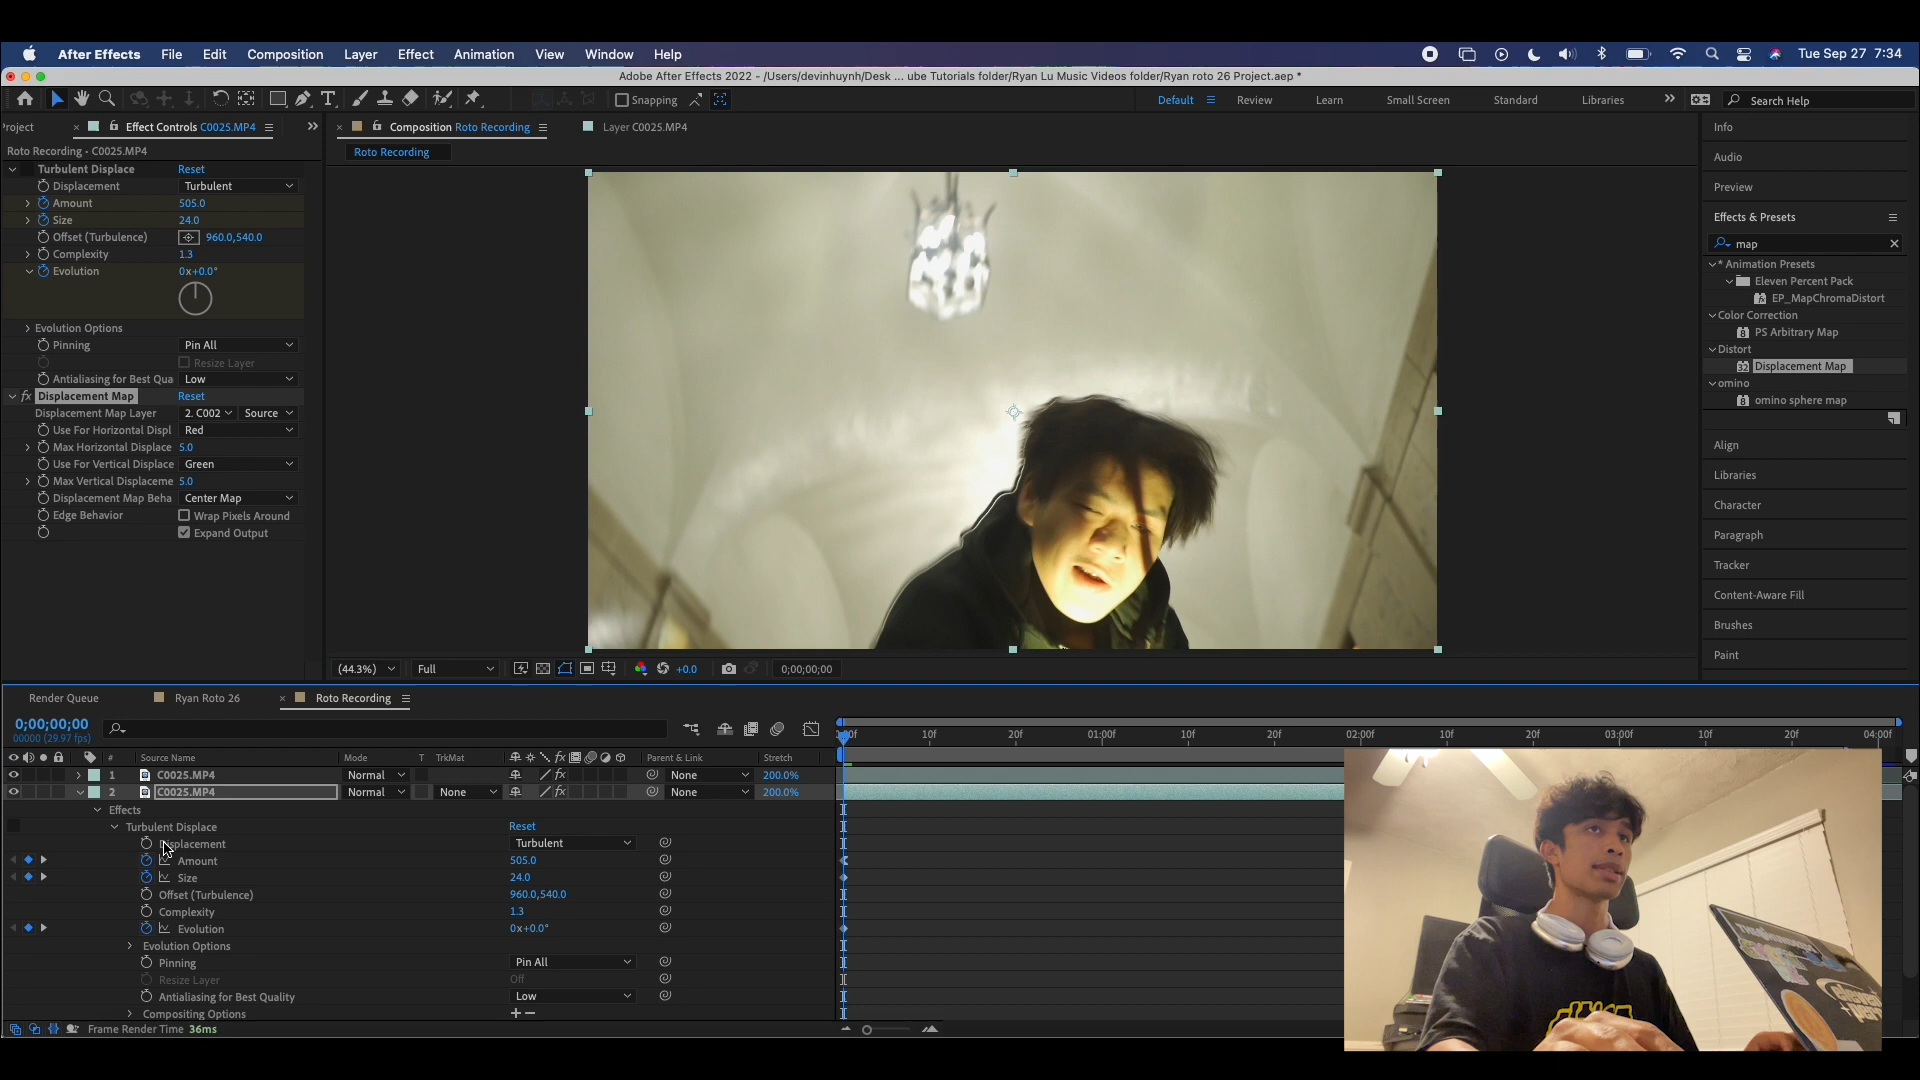 After Effects File Edit Composition Layer Effect Animation View Window Help Tue Sep 27 7:34
Adobe After Effects 2022 - /Users/devinhuynh/Desk ... ube Tutorials folder/Ryan Lu Music Videos folder/Ryan roto 26 Project.aep *
Snapping Default Review Learn Small Screen Standard Libraries Search Help
roject Effect Controls C0025.MP4 Composition Roto Recording Layer C0025.MP4
Roto Recording • C0025.MP4
Roto Recording
Turbulent Displace Reset
Displacement Turbulent
Amount 505.0
Size 24.0
Offset (Turbulence) 960.0,540.0
Complexity 1.3
Evolution 0x+0.0°
Evolution Options
Pinning Pin All
Resize Layer
Antialiasing for Best Qua Low
fx Displacement Map Reset
Displacement Map Layer 2. C002 Source
Use For Horizontal Displ Red
Max Horizontal Displace 5.0
Use For Vertical Displace Green
Max Vertical Displaceme 5.0
Displacement Map Beha Center Map
Edge Behavior Wrap Pixels Around
Expand Output
(44.3%) Full +0.0 0;00;00;00
Info
Audio
Preview
Effects & Presets
map
* Animation Presets
Eleven Percent Pack
EP_MapChromaDistort
Color Correction
PS Arbitrary Map
Distort
Displacement Map
omino
omino sphere map
Align
Libraries
Character
Paragraph
Tracker
Content-Aware Fill
Brushes
Paint
Render Queue Ryan Roto 26 Roto Recording
0;00;00;00
00000 (29.97 fps)
10f 20f 01:00f 10f 20f 02:00f 10f 20f 03:00f 10f 20f 04:00f
# Source Name Mode T TrkMat fx Parent & Link Stretch
1 C0025.MP4 Normal fx None 200.0%
2 C0025.MP4 Normal None fx None 200.0%
Effects
Turbulent Displace Reset
Displacement Turbulent
Amount 505.0
Size 24.0
Offset (Turbulence) 960.0,540.0
Complexity 1.3
Evolution 0x+0.0°
Evolution Options
Pinning Pin All
Resize Layer Off
Antialiasing for Best Quality Low
Compositing Options + −
Frame Render Time 36ms